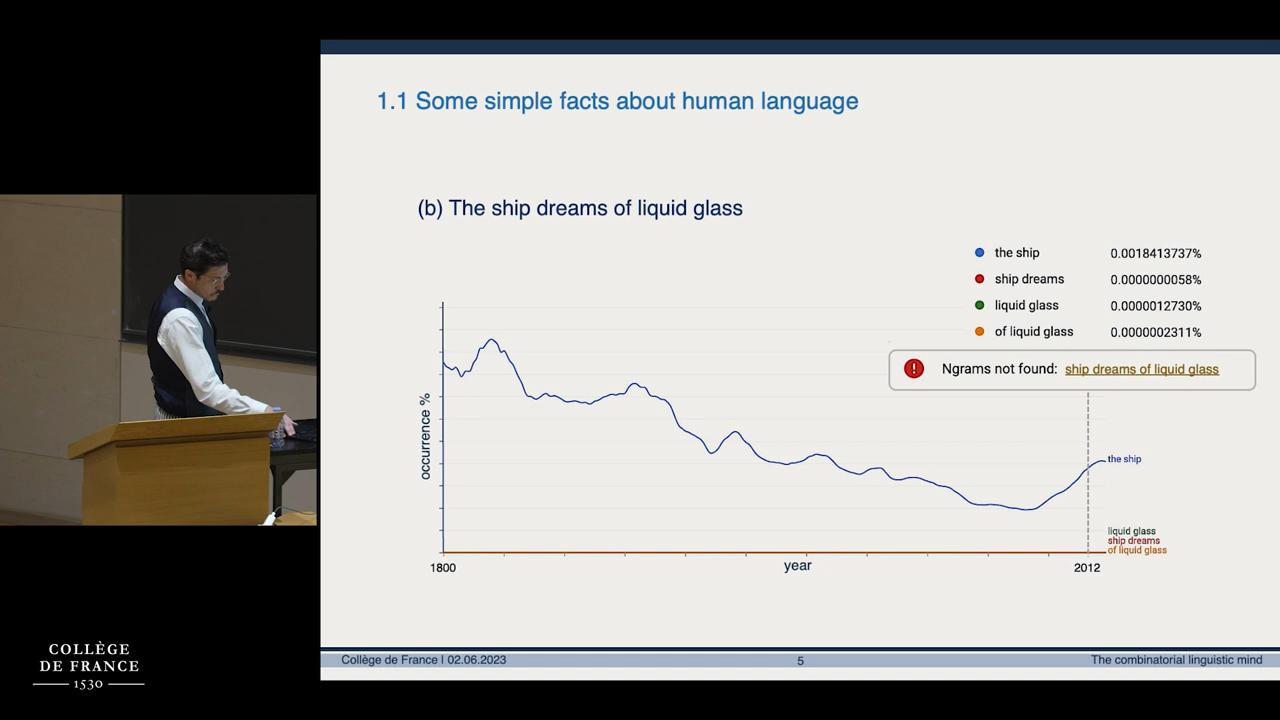 1.1 Some simple facts about human language
(b) The ship dreams of liquid glass
the ship 0.0018413737%
ship dreams 0.0000000058%
liquid glass 0.0000012730%
of liquid glass 0.0000002311%
Ngrams not found: ship dreams of liquid glass
occurrence %
the ship
liquid glass
ship dreams
of liquid glass
1800
year
2012
COLLÈGE
DE FRANCE
1530
Collège de France I 02.06.2023
5
The combinatorial linguistic mind